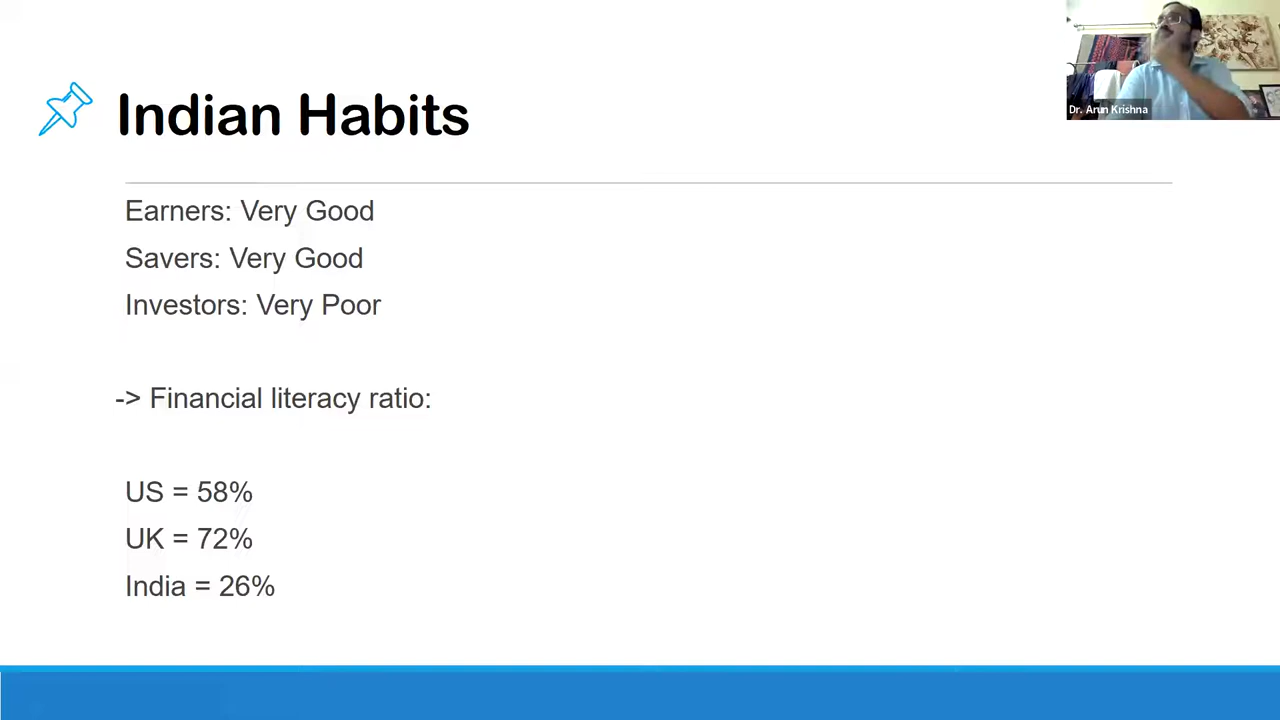 Dr. Arun Krishna
Indian Habits
Earners: Very Good
Savers: Very Good
Investors: Very Poor
-> Financial literacy ratio:
US = 58%
UK = 72%
India = 26%